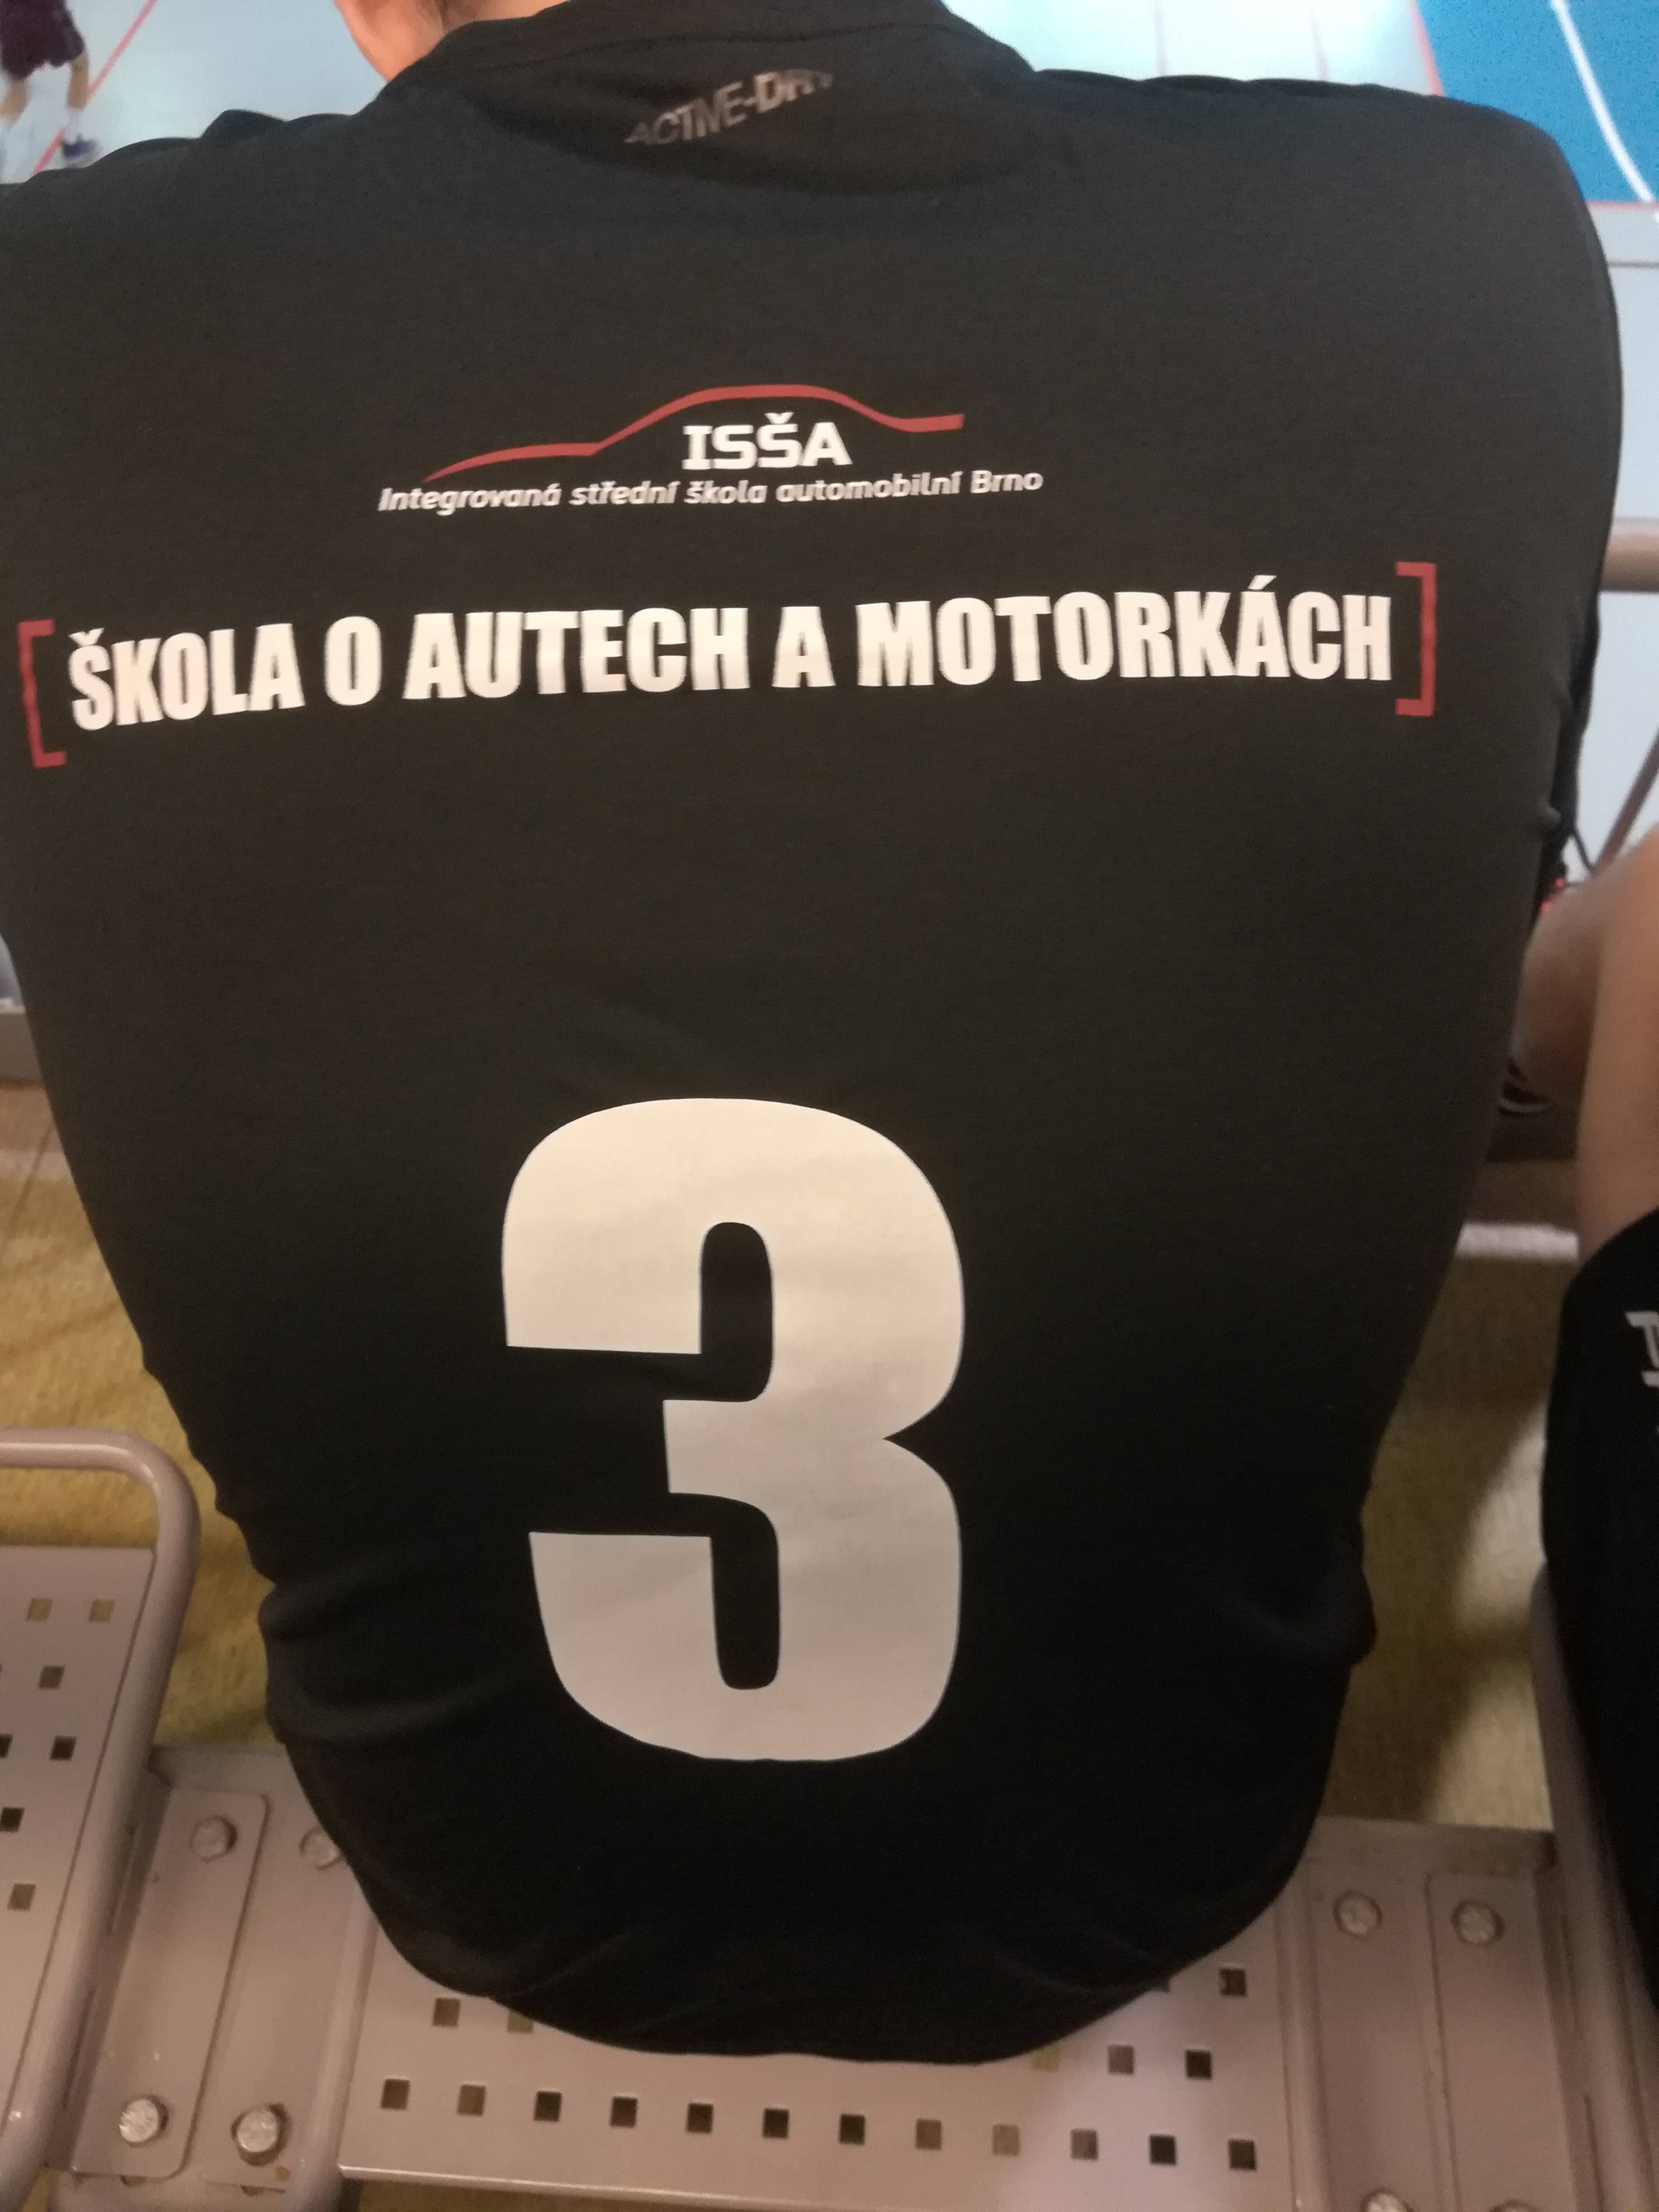 ACTIVE-DRY
ISŠA
Integrovaná střední škola automobilní Brno
[ŠKOLA O AUTECH A MOTORKÁCH]
3